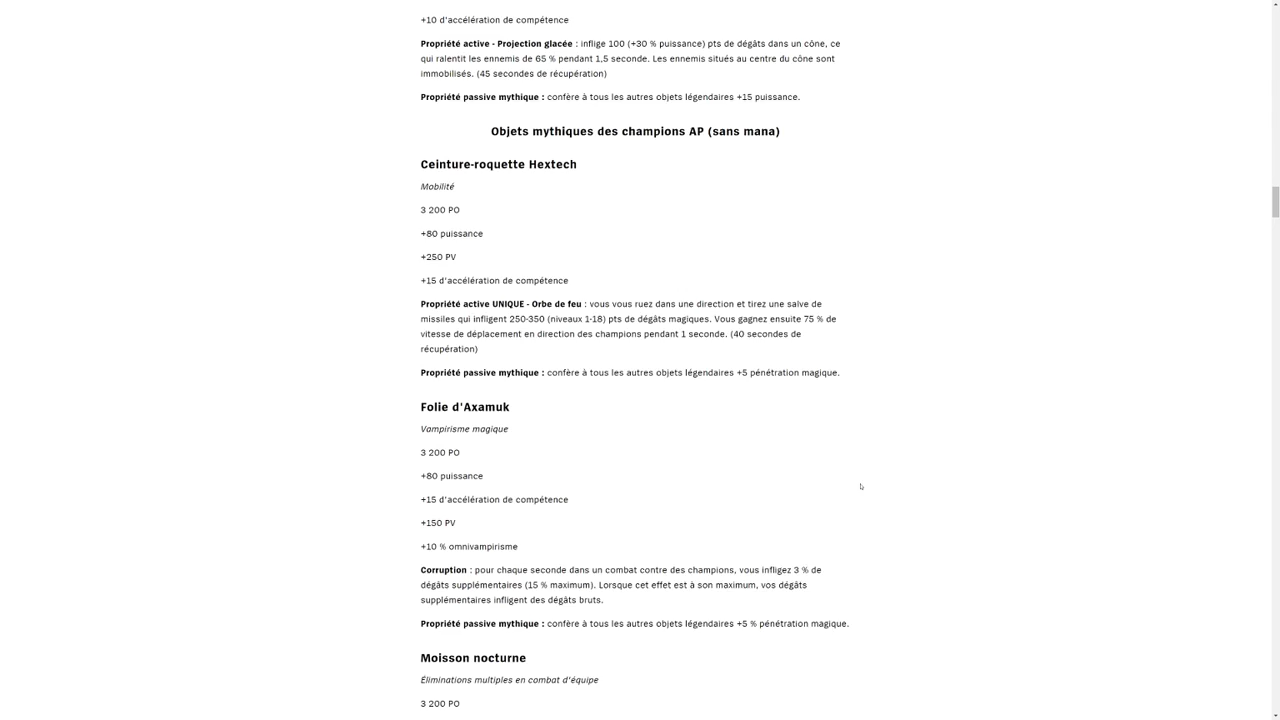 +10 d'accélération de compétence
Propriété active - Projection glacée : inflige 100 (+30 % puissance) pts de dégâts dans un cône, ce
qui ralentit les ennemis de 65 % pendant 1,5 seconde. Les ennemis situés au centre du cône sont
immobilisés. (45 secondes de récupération)
Propriété passive mythique : confère à tous les autres objets légendaires +15 puissance.
Objets mythiques des champions AP (sans mana)
Ceinture-roquette Hextech
Mobilité
3 200 PO
+80 puissance
+250 PV
+15 d'accélération de compétence
Propriété active UNIQUE - Orbe de feu : vous vous ruez dans une direction et tirez une salve de
missiles qui infligent 250-350 (niveaux 1-18) pts de dégâts magiques. Vous gagnez ensuite 75 % de
vitesse de déplacement en direction des champions pendant 1 seconde. (40 secondes de
récupération)
Propriété passive mythique : confère à tous les autres objets légendaires +5 pénétration magique.
Folie d'Axamuk
Vampirisme magique
3 200 PO
+80 puissance
+15 d'accélération de compétence
+150 PV
+10 % omnivampirisme
Corruption : pour chaque seconde dans un combat contre des champions, vous infligez 3 % de
dégâts supplémentaires (15 % maximum). Lorsque cet effet est à son maximum, vos dégâts
supplémentaires infligent des dégâts bruts.
Propriété passive mythique : confère à tous les autres objets légendaires +5 % pénétration magique.
Moisson nocturne
Éliminations multiples en combat d'équipe
3 200 PO